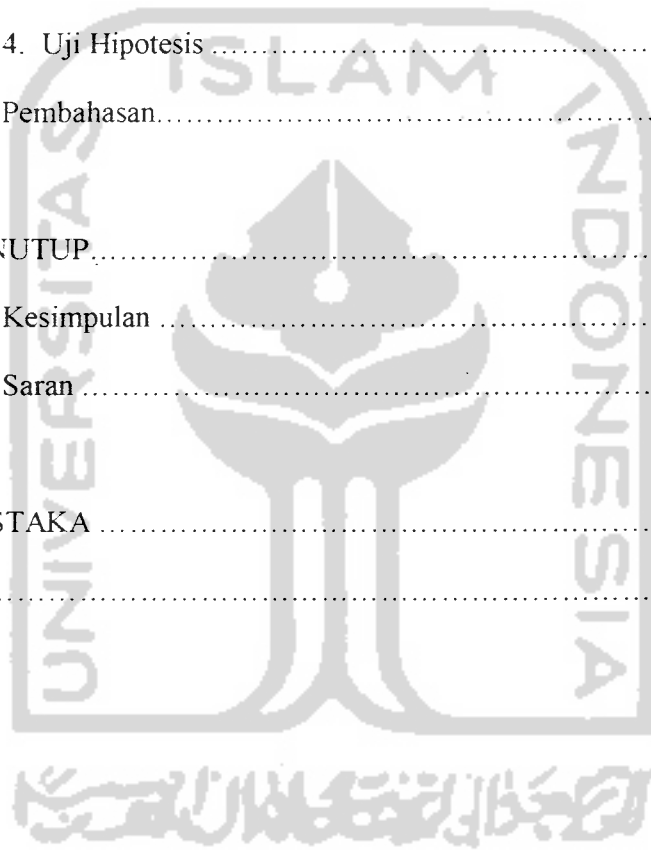 4. Uji Hipotesis ................................................
Pembahasan................................................
NUTUP................................................
Kesimpulan ................................................
Saran ................................................
STAKA ................................................
................................................
UNIVERSITAS
ISLAM
INDONESIA